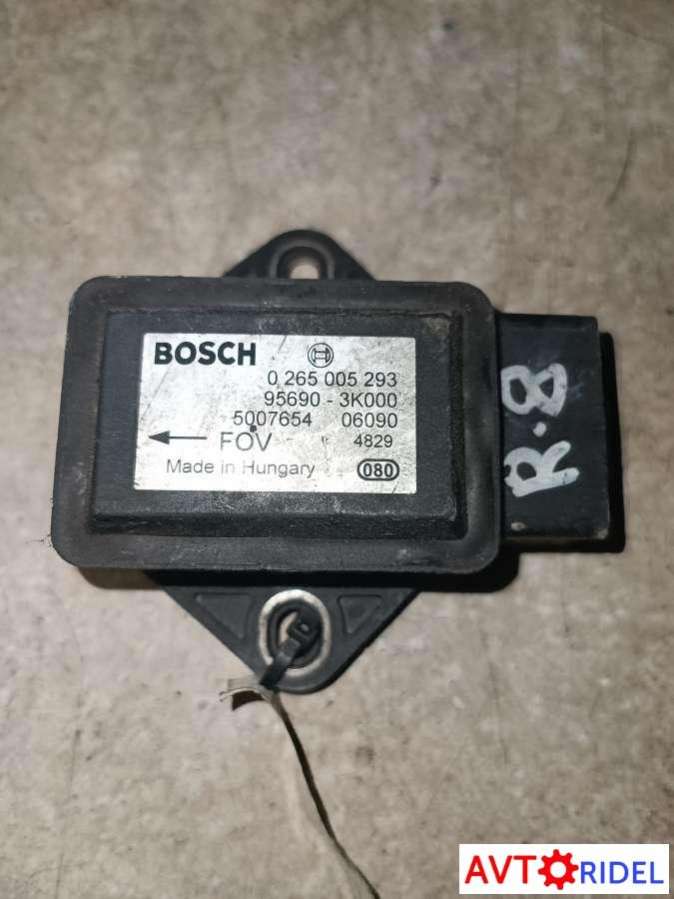 BOSCH
0 265 005 293
95690 - 3K000
5007654 06090
FOV 4829
Made in Hungary 080
R.8
AVTORIDEL